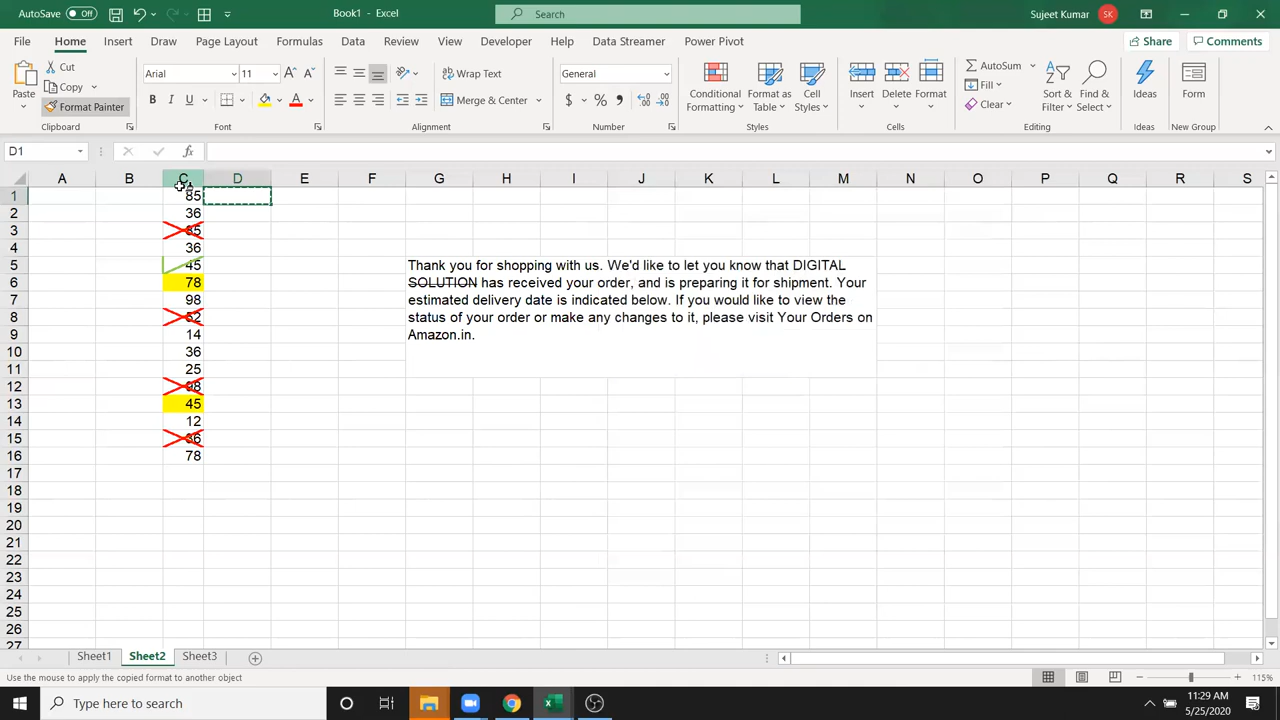 AutoSave Off Book1 - Excel Search Sujeet Kumar SK
File Home Insert Draw Page Layout Formulas Data Review View Developer Help Data Streamer Power Pivot Share Comments
Paste Cut Copy Format Painter
Arial 11 B I U
Wrap Text Merge & Center
General $ %
Conditional Formatting Format as Table Cell Styles
Insert Delete Format
AutoSum Fill Clear Sort & Filter Find & Select
Ideas Form
Clipboard Font Alignment Number Styles Cells Editing Ideas New Group
D1 fx
A B C D E F G H I J K L M N O P Q R S
1 85
2 36
3 85
4 36
5 45 Thank you for shopping with us. We'd like to let you know that DIGITAL
6 78 SOLUTION has received your order, and is preparing it for shipment. Your
7 98 estimated delivery date is indicated below. If you would like to view the
8 52 status of your order or make any changes to it, please visit Your Orders on
9 14 Amazon.in.
10 36
11 25
12 98
13 45
14 12
15 36
16 78
17
18
19
20
21
22
23
24
25
26
27
Sheet1 Sheet2 Sheet3
Use the mouse to apply the copied format to another object 115%
Type here to search 11:29 AM
5/25/2020